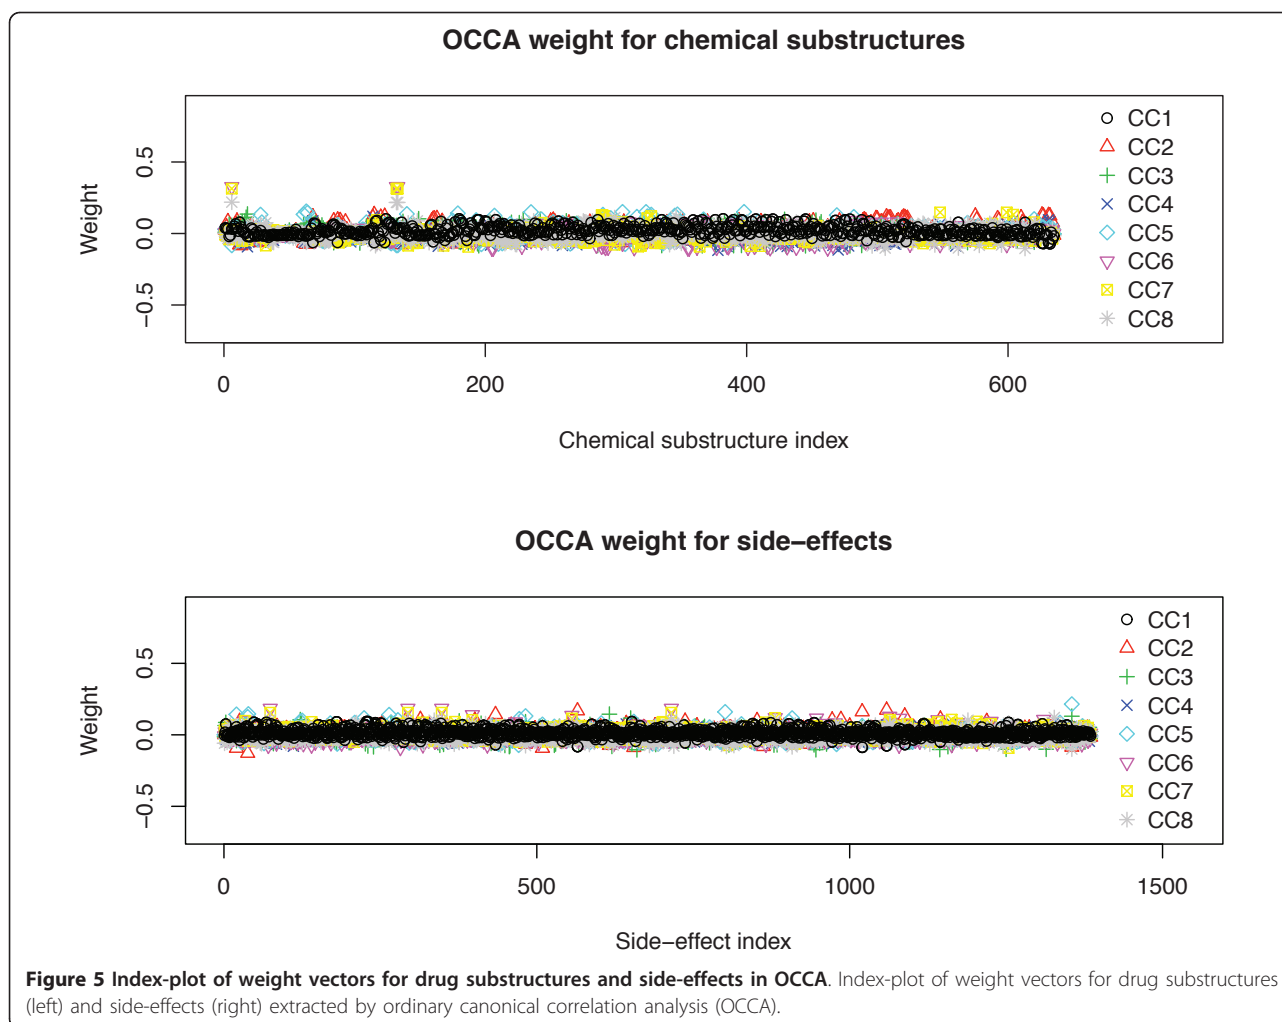 OCCA weight for chemical substructures
Weight
0.5
0.0
−0.5
0 200 400 600
Chemical substructure index
CC1
CC2
CC3
CC4
CC5
CC6
CC7
CC8
OCCA weight for side−effects
Weight
0.5
0.0
−0.5
0 500 1000 1500
Side−effect index
CC1
CC2
CC3
CC4
CC5
CC6
CC7
CC8
Figure 5 Index-plot of weight vectors for drug substructures and side-effects in OCCA. Index-plot of weight vectors for drug substructures
(left) and side-effects (right) extracted by ordinary canonical correlation analysis (OCCA).